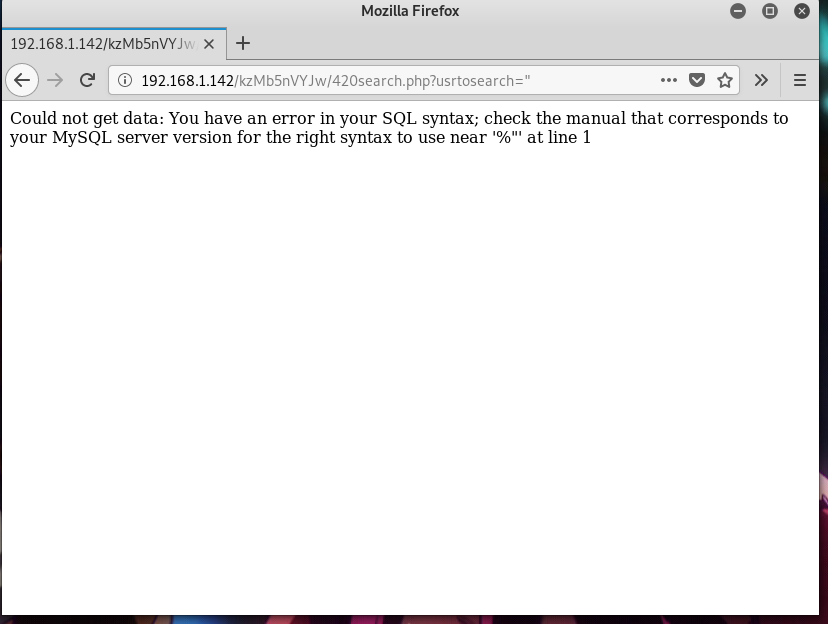 Mozilla Firefox
192.168.1.142/kzMb5nVYJw
192.168.1.142/kzMb5nVYJw/420search.php?usrtosearch="
Could not get data: You have an error in your SQL syntax; check the manual that corresponds to
your MySQL server version for the right syntax to use near '%"' at line 1